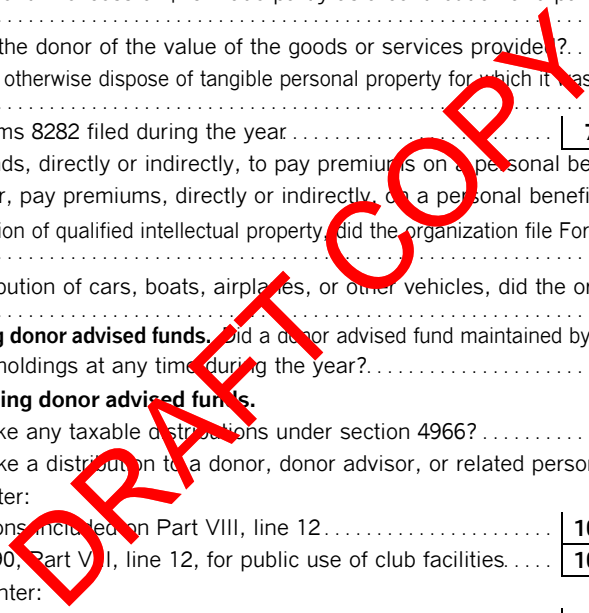 the donor of the value of the goods or services provided?
otherwise dispose of tangible personal property for which it was
ms 8282 filed during the year
nds, directly or indirectly, to pay premiums on a personal be
r, pay premiums, directly or indirectly, on a personal benefi
ion of qualified intellectual property, did the organization file For
bution of cars, boats, airplanes, or other vehicles, did the or
g donor advised funds. Did a donor advised fund maintained by
holdings at any time during the year?
ing donor advised funds.
ke any taxable distributions under section 4966?
ke a distribution to a donor, donor advisor, or related perso
ter:
ons included on Part VIII, line 12 10
90, Part VIII, line 12, for public use of club facilities 10
nter:
DRAFT COPY